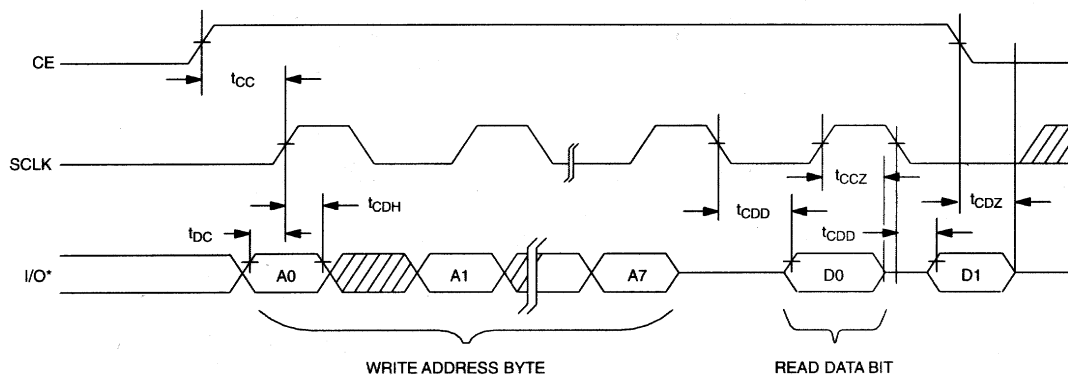 CE
tCC
SCLK
tCCZ
tCDH
tCDD
tCDZ
tDC
tCDD
I/O*
A0
A1
A7
D0
D1
WRITE ADDRESS BYTE
READ DATA BIT